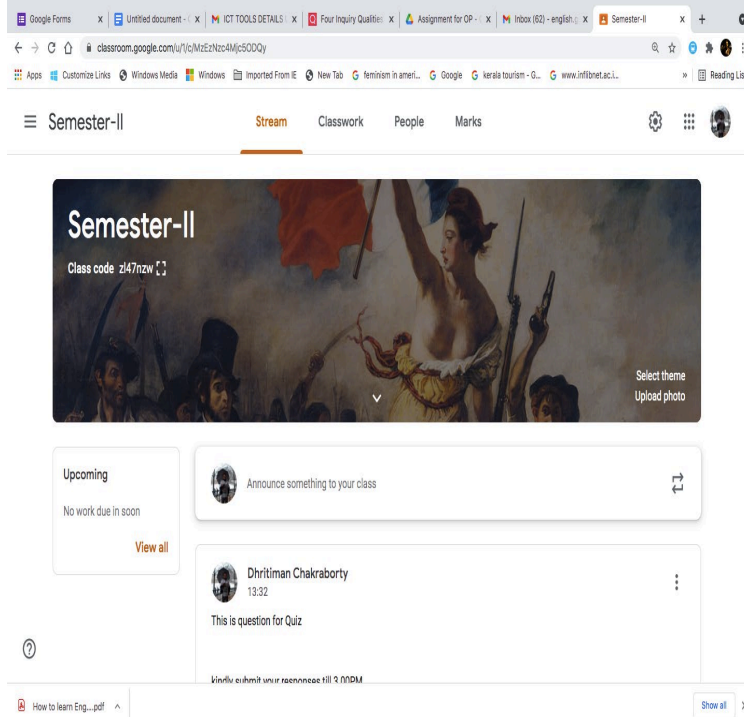 Google Forms
Untitled document -
ICT TOOLS DETAILS
Four Inquiry Qualities
Assignment for OP -
Inbox (62) - english.
Semester-II
classroom.google.com/u/1/c/MzEzNzc4Mjc5ODQy
Apps Customize Links Windows Media Windows Imported From IE New Tab feminism in ameri... Google kerala tourism - G... www.inflibnet.ac.i... » Reading Lis
Semester-II Stream Classwork People Marks
Semester-II
Class code zl47nzw
Select theme
Upload photo
Upcoming
No work due in soon
View all
Announce something to your class
Dhritiman Chakraborty
13:32
This is question for Quiz
kindly submit your responses till 3.00PM
How to learn Eng....pdf
Show all